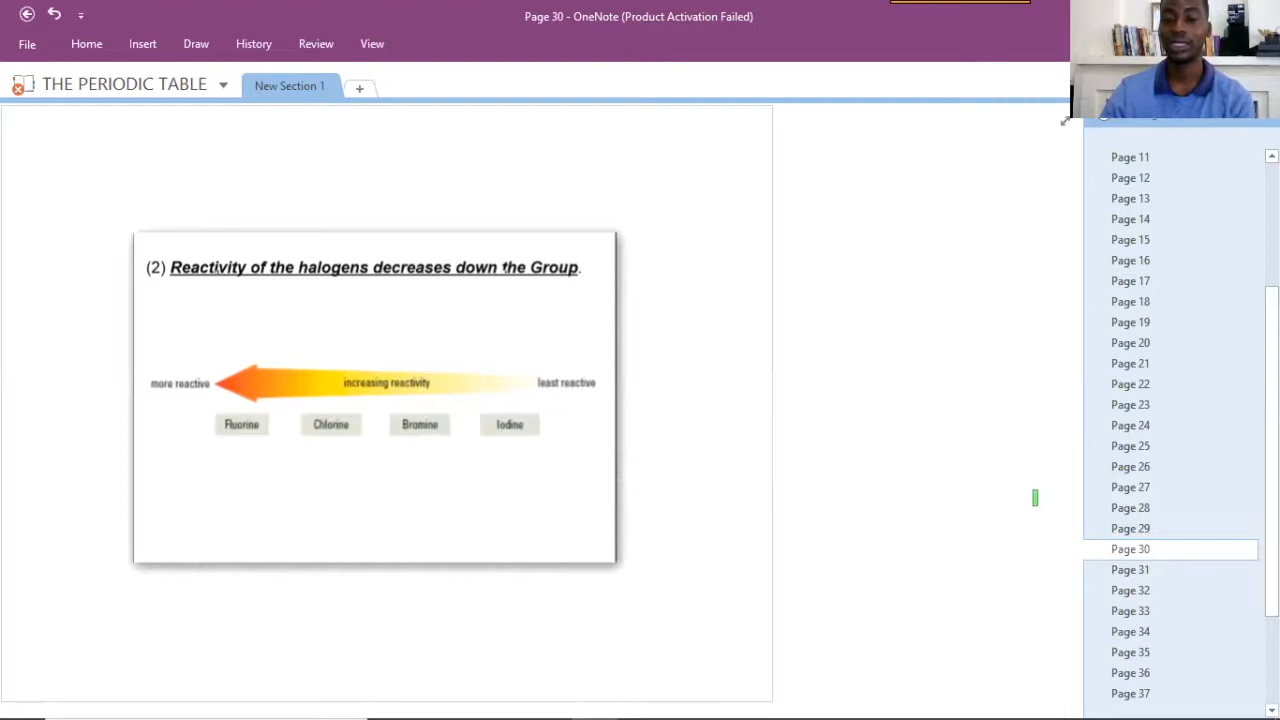 Page 30 - OneNote (Product Activation Failed)
File Home Insert Draw History Review View
THE PERIODIC TABLE New Section 1 +
(2) Reactivity of the halogens decreases down the Group.
more reactive increasing reactivity least reactive
Fluorine Chlorine Bromine Iodine
Page 11
Page 12
Page 13
Page 14
Page 15
Page 16
Page 17
Page 18
Page 19
Page 20
Page 21
Page 22
Page 23
Page 24
Page 25
Page 26
Page 27
Page 28
Page 29
Page 30
Page 31
Page 32
Page 33
Page 34
Page 35
Page 36
Page 37